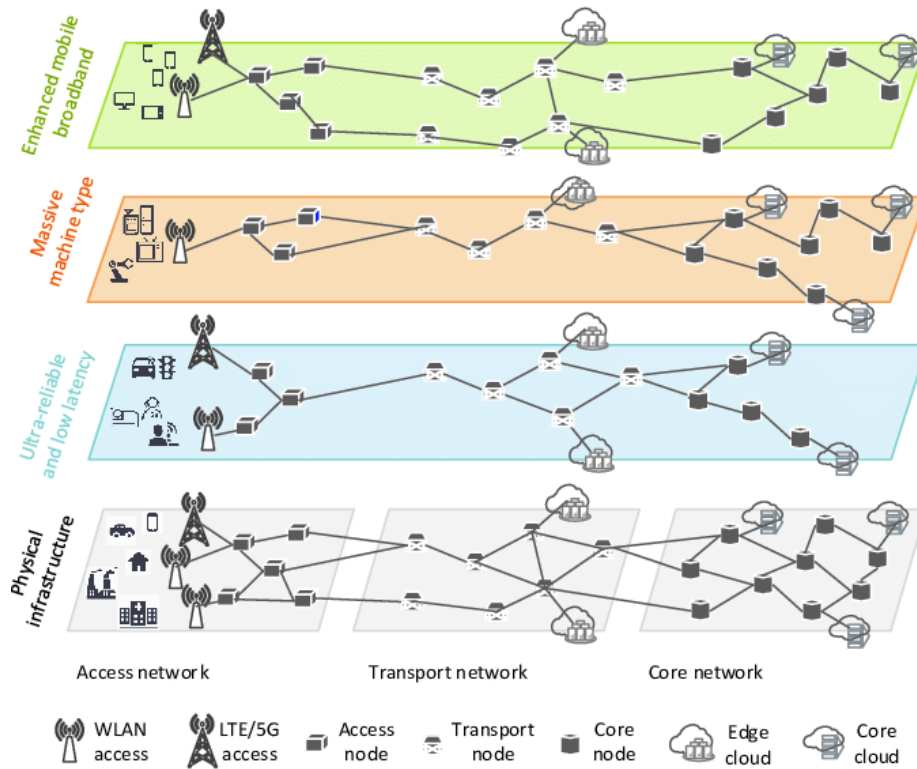 Enhanced mobile
broadband
Massive
machine type
Ultra-reliable
and low latency
Physical
infrastructure
Access network
Transport network
Core network
WLAN
access
LTE/5G
access
Access
node
Transport
node
Core
node
Edge
cloud
Core
cloud